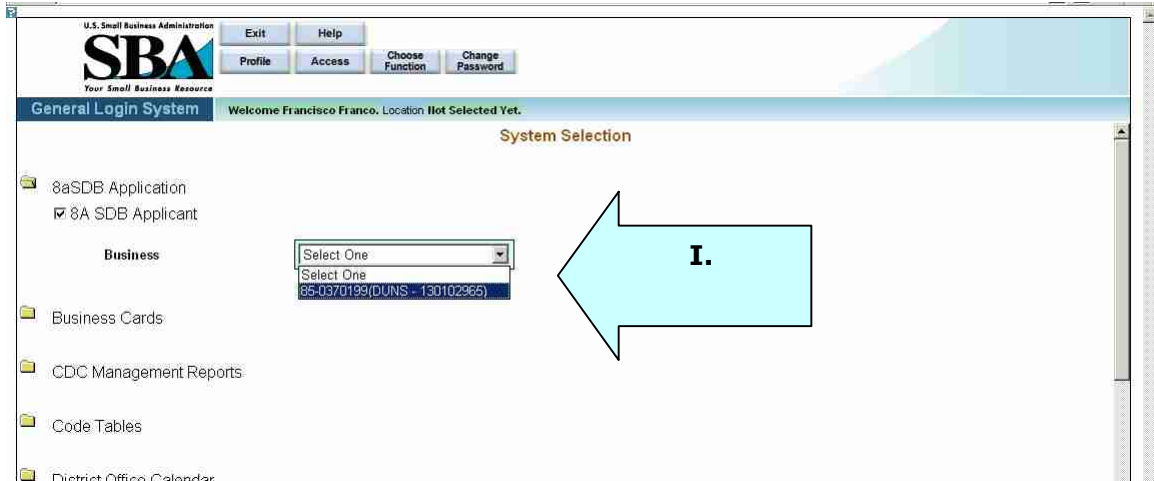 U.S. Small Business Administration
SBA
Your Small Business Resource
Exit Help
Profile Access Choose Function Change Password
General Login System Welcome Francisco Franco. Location Not Selected Yet.
System Selection
8aSDB Application
8A SDB Applicant
Business Select One
Select One
85-0370199(DUNS - 130102965)
I.
Business Cards
CDC Management Reports
Code Tables
District Office Calendar